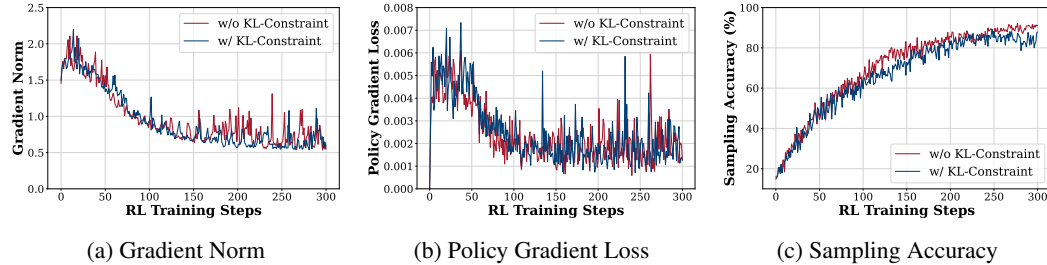 2.5
2.0
1.5
1.0
0.5
0.0
Gradient Norm
w/o KL-Constraint
w/ KL-Constraint
0 50 100 150 200 250 300
RL Training Steps
(a) Gradient Norm
0.008
0.007
0.006
0.005
0.004
0.003
0.002
0.001
0.000
Policy Gradient Loss
w/o KL-Constraint
w/ KL-Constraint
0 50 100 150 200 250 300
RL Training Steps
(b) Policy Gradient Loss
100
80
60
40
20
Sampling Accuracy (%)
w/o KL-Constraint
w/ KL-Constraint
0 50 100 150 200 250 300
RL Training Steps
(c) Sampling Accuracy